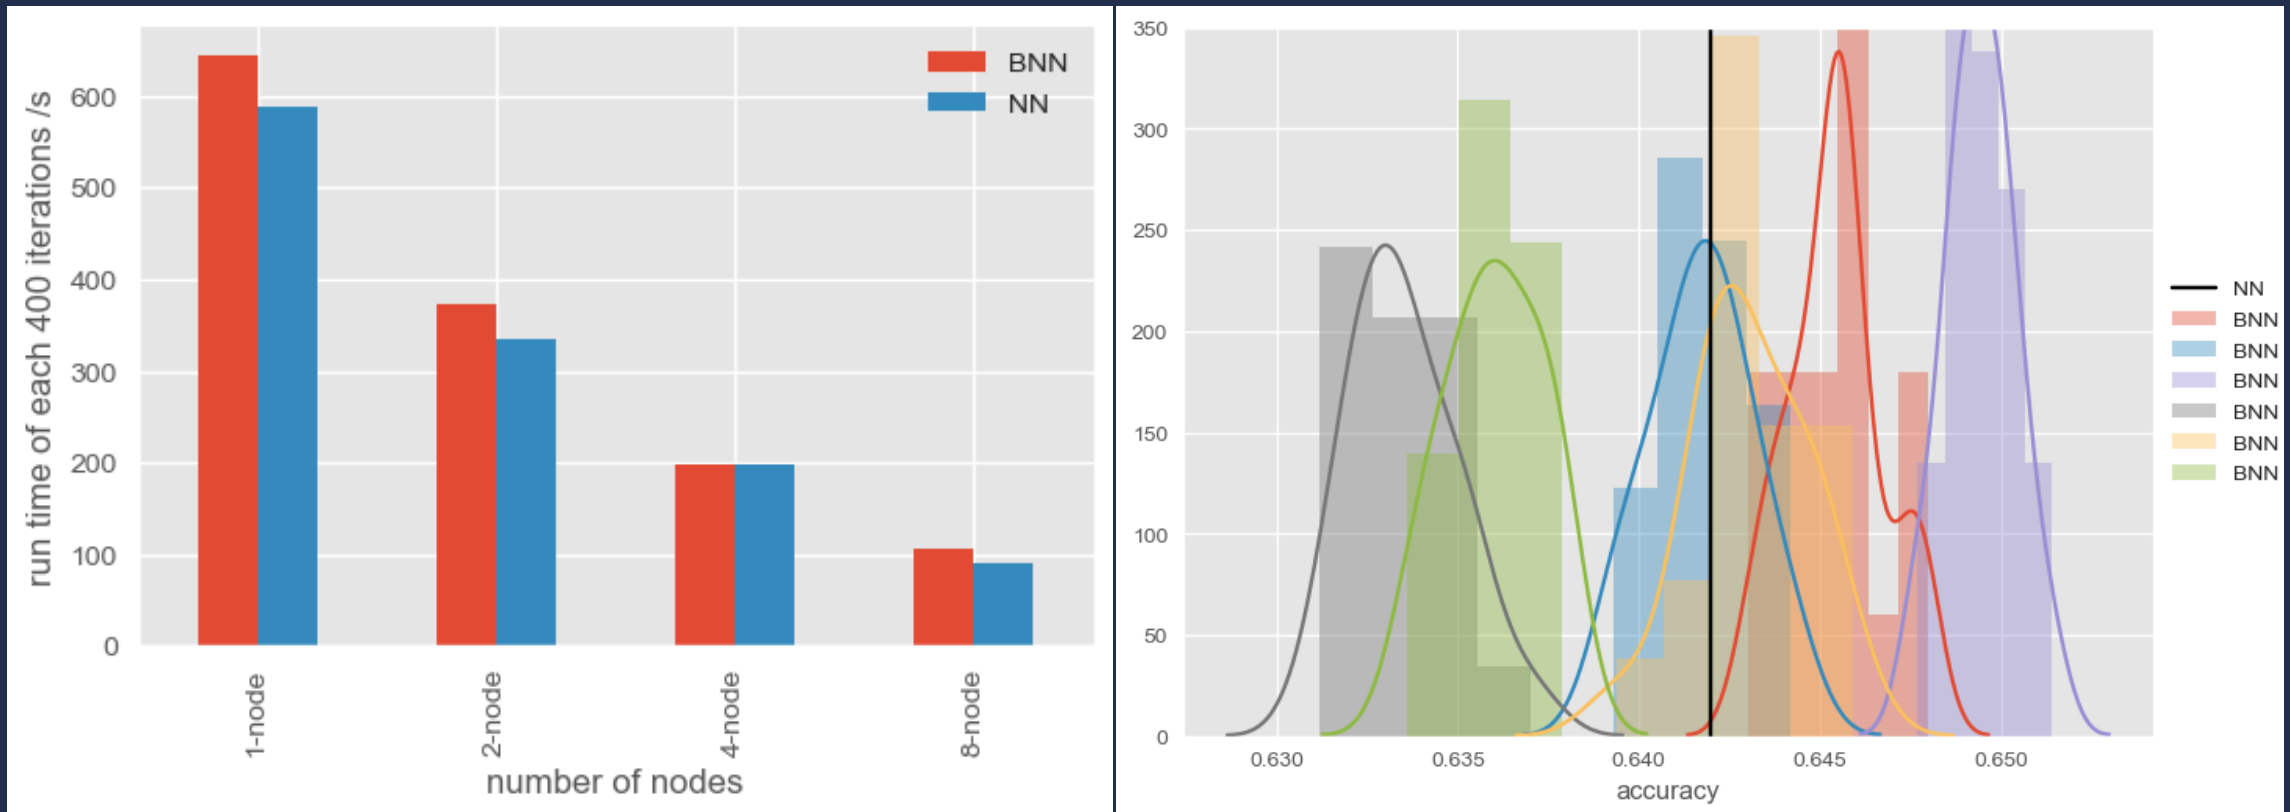 run time of each 400 iterations /s
600
500
400
300
200
100
0
BNN
NN
1-node
2-node
4-node
8-node
number of nodes
350
300
250
200
150
100
50
0
0.630
0.635
0.640
0.645
0.650
accuracy
NN
BNN
BNN
BNN
BNN
BNN
BNN